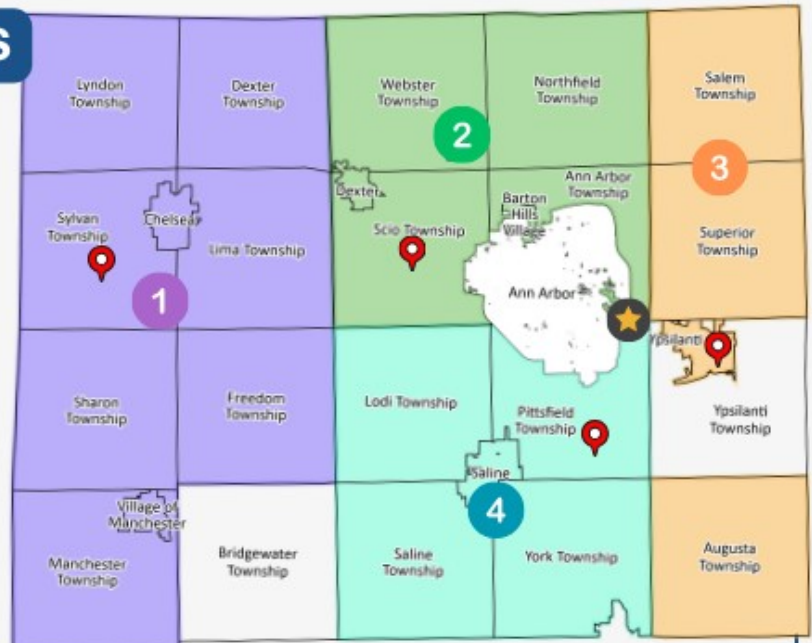 S
Lyndon
Township
Dexter
Township
Webster
Township
Northfield
Township
Salem
Township
2
3
Sylvan
Township
Chelsea
Lima Township
Dexter
Scio Township
Barton
Hills
Village
Ann Arbor
Township
Superior
Township
1
Ann Arbor
Ypsilanti
Sharon
Township
Freedom
Township
Lodi Township
Pittsfield
Township
Ypsilanti
Township
Saline
4
Village of
Manchester
Manchester
Township
Bridgewater
Township
Saline
Township
York Township
Augusta
Township